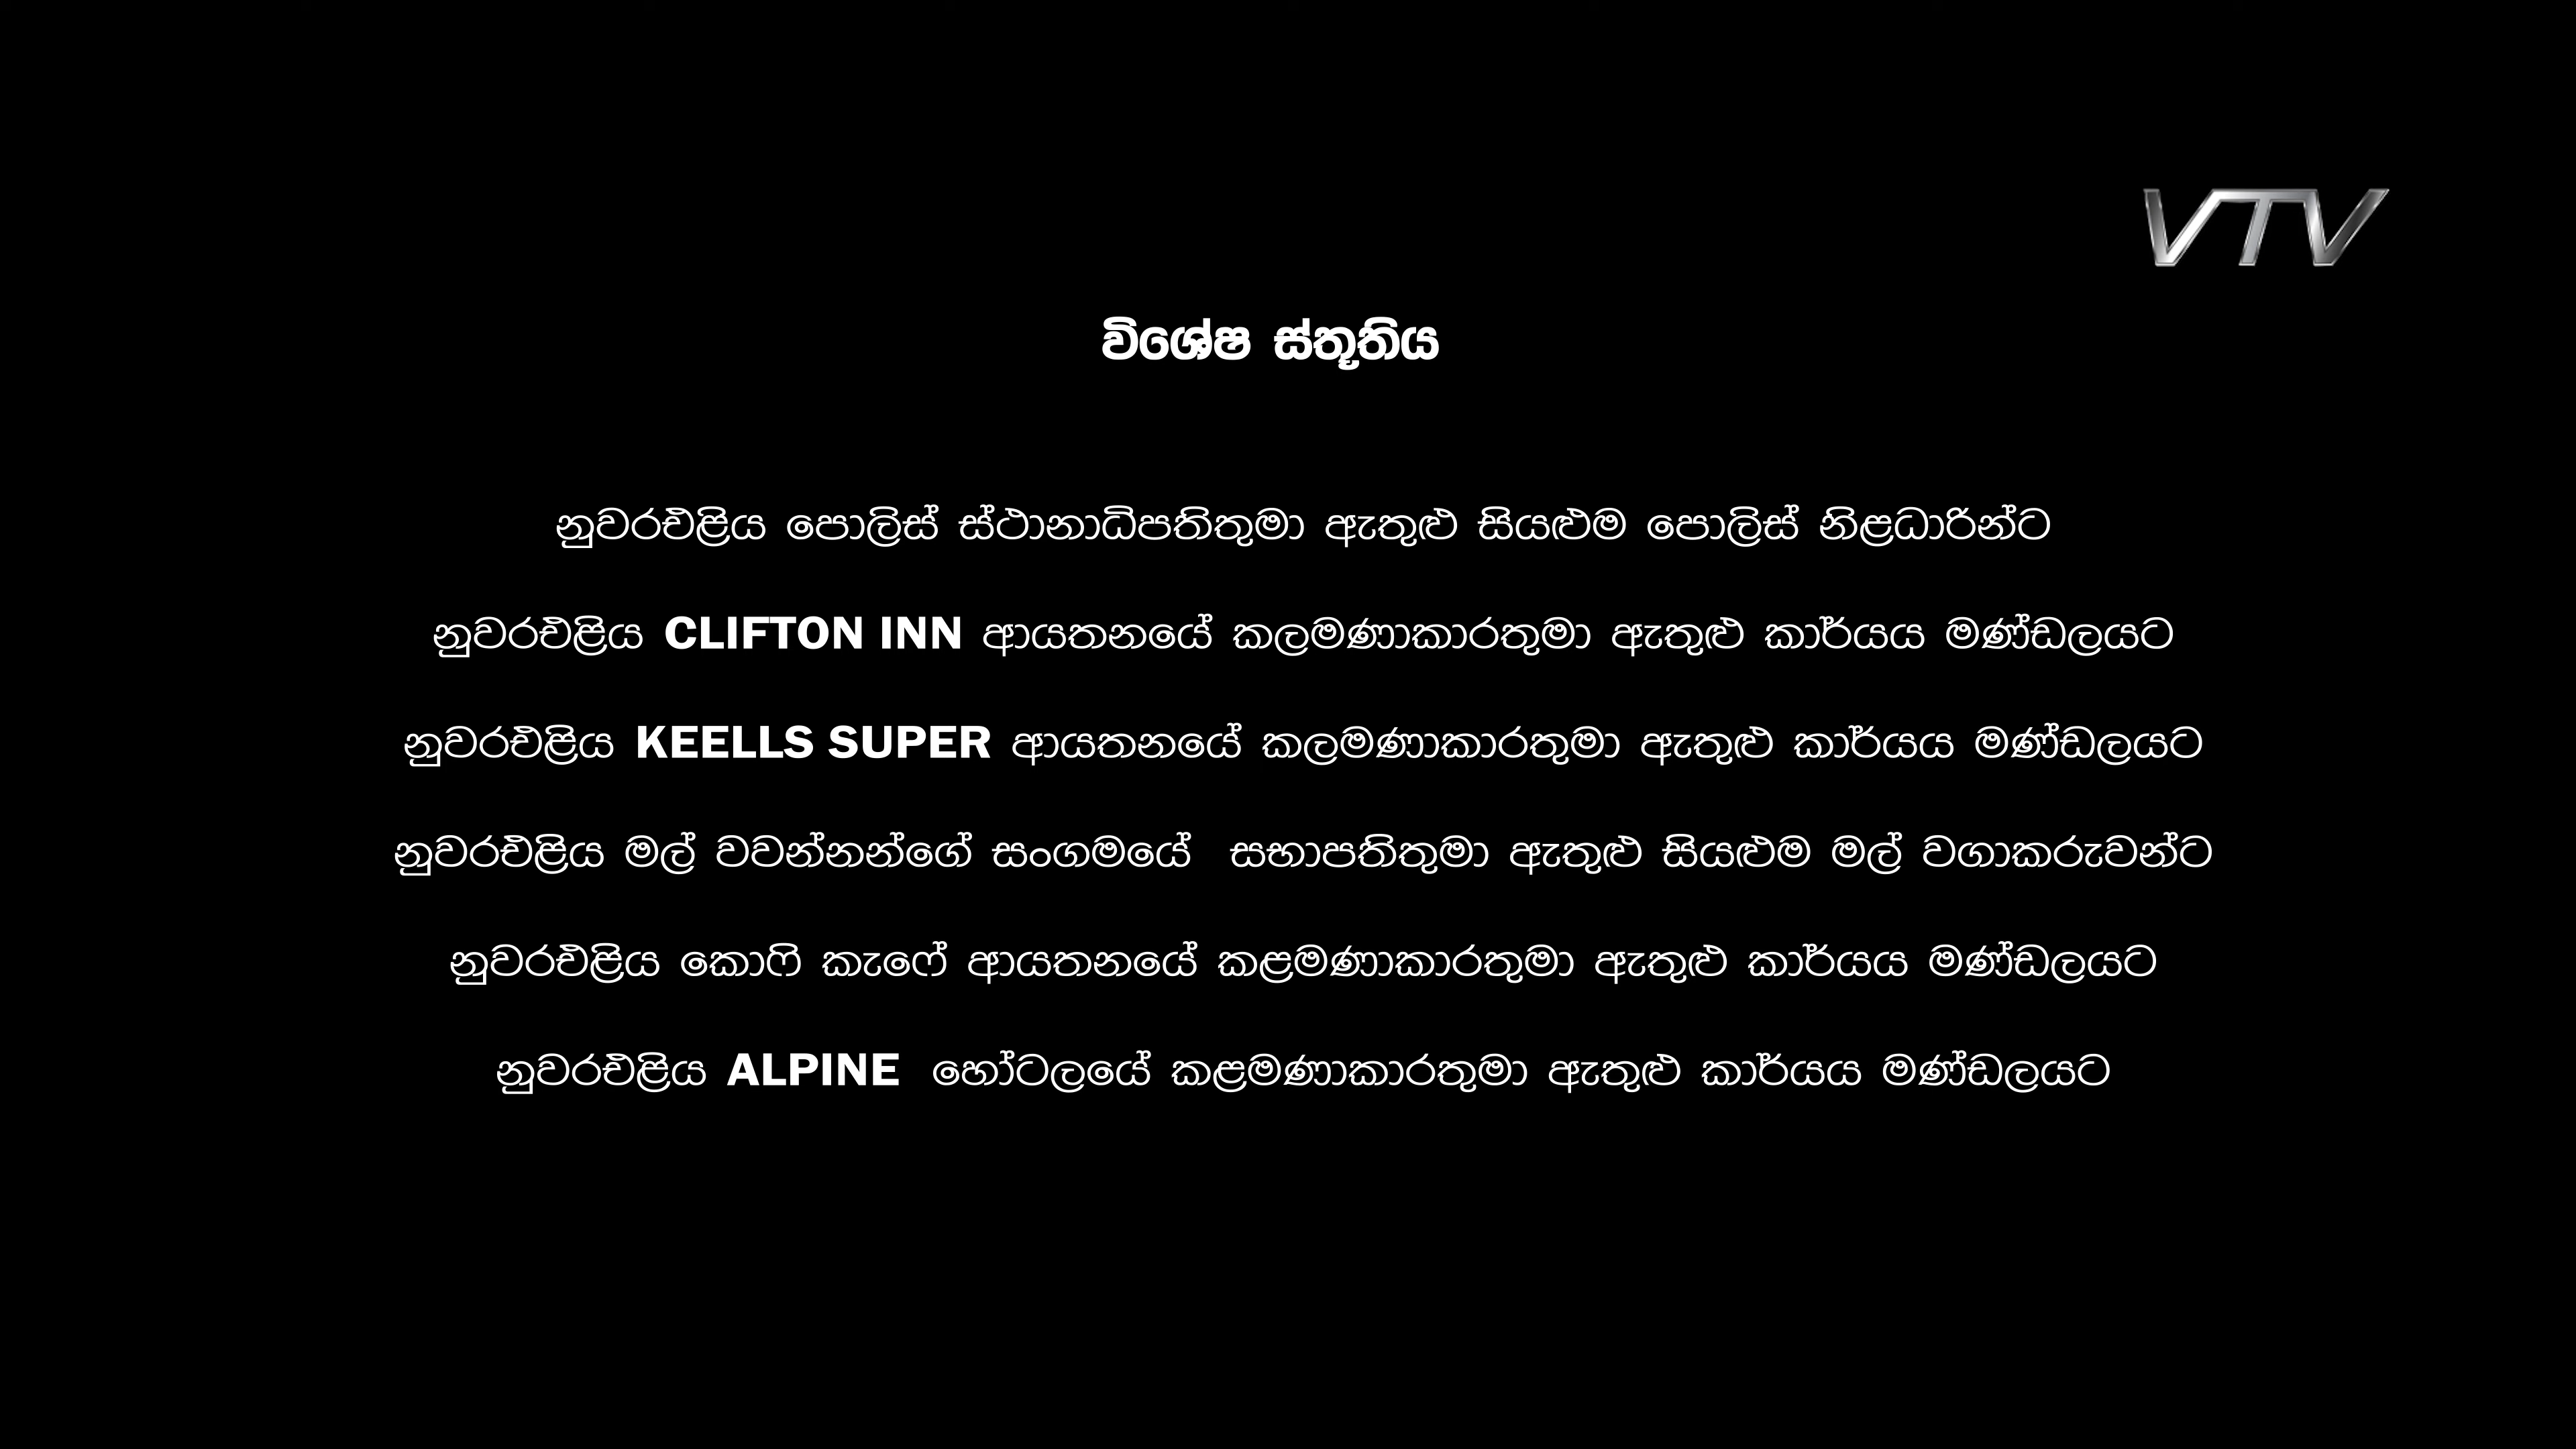 VTV
විශේෂ ස්තූතිය
නුවරඑළිය පොලිස් ස්ථානාධිපතිතුමා ඇතුළු සියළුම පොලිස් නිළධාරින්ට
නුවරඑළිය CLIFTON INN ආයතනයේ කලමණාකාරතුමා ඇතුළු කාර්යය මණ්ඩලයට
නුවරඑළිය KEELLS SUPER ආයතනයේ කලමණාකාරතුමා ඇතුළු කාර්යය මණ්ඩලයට
නුවරඑළිය මල් වවන්නන්ගේ සංගමයේ  සභාපතිතුමා ඇතුළු සියළුම මල් වගාකරුවන්ට
නුවරඑළිය කොෆි කැෆේ ආයතනයේ කළමණාකාරතුමා ඇතුළු කාර්යය මණ්ඩලයට
නුවරඑළිය ALPINE  හෝටලයේ කළමණාකාරතුමා ඇතුළු කාර්යය මණ්ඩලයට